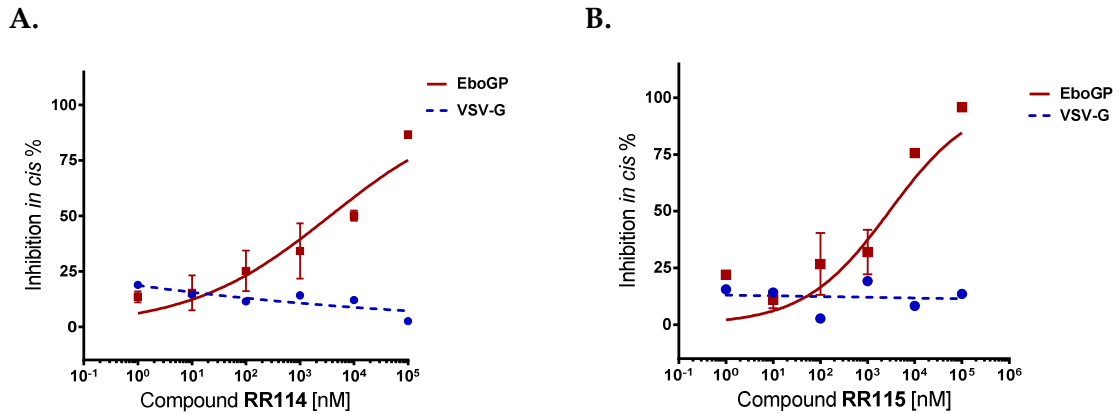 A.
B.
EboGP
VSV-G
100
75
50
25
0
Inhibition in cis %
10⁻¹ 10⁰ 10¹ 10² 10³ 10⁴ 10⁵
Compound RR114 [nM]
EboGP
VSV-G
100
75
50
25
0
Inhibition in cis %
10⁻¹ 10⁰ 10¹ 10² 10³ 10⁴ 10⁵ 10⁶
Compound RR115 [nM]